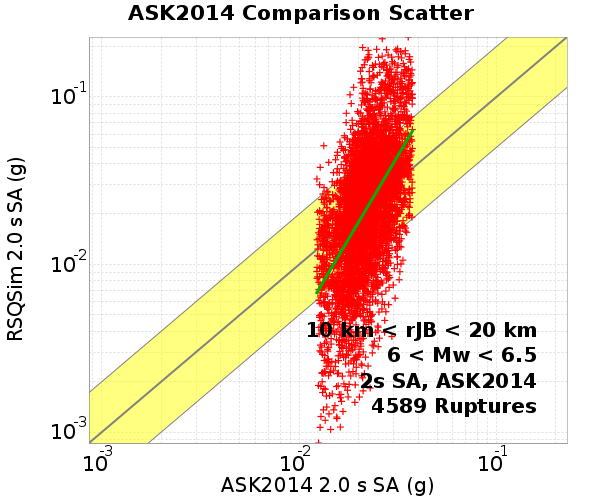 ASK2014 Comparison Scatter
RSQSim 2.0 s SA (g)
10-1
10-2
10-3
10 km < rJB < 20 km
6 < Mw < 6.5
2s SA, ASK2014
4589 Ruptures
10-3 10-2 10-1
ASK2014 2.0 s SA (g)